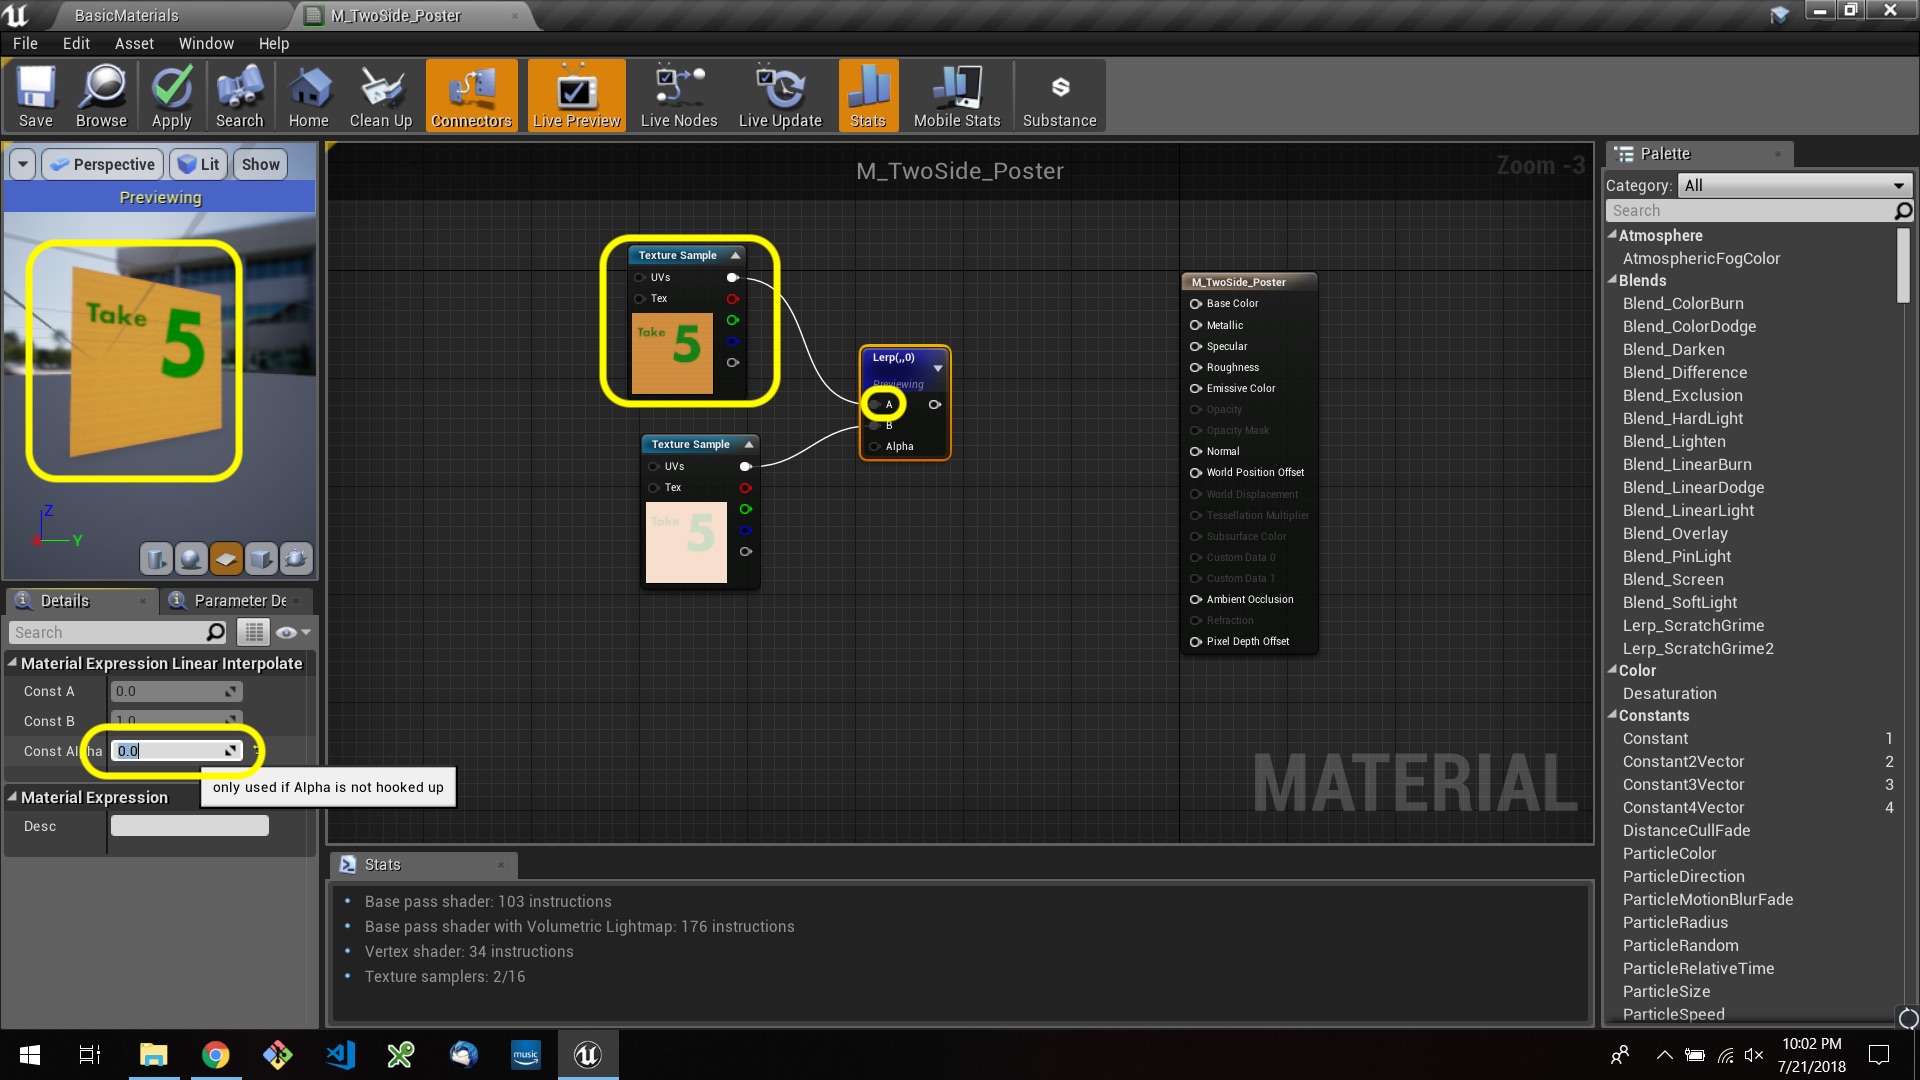 BasicMaterials
M_TwoSide_Poster
File Edit Asset Window Help
Save Browse Apply Search Home Clean Up Connectors Live Preview Live Nodes Live Update Stats Mobile Stats Substance
Perspective Lit Show
Previewing
Take 5
Z
Y
M_TwoSide_Poster
Zoom -3
Texture Sample
UVs
Tex
Take 5
Lerp(,,0)
Previewing
A
B
Alpha
Texture Sample
UVs
Tex
Take 5
M_TwoSide_Poster
Base Color
Metallic
Specular
Roughness
Emissive Color
Opacity
Opacity Mask
Normal
World Position Offset
World Displacement
Tessellation Multiplier
Subsurface Color
Custom Data 0
Custom Data 1
Ambient Occlusion
Refraction
Pixel Depth Offset
MATERIAL
Details
Parameter De
Search
Material Expression Linear Interpolate
Const A 0.0
Const B 1.0
Const Alpha 0.0
only used if Alpha is not hooked up
Material Expression
Desc
Stats
• Base pass shader: 103 instructions
• Base pass shader with Volumetric Lightmap: 176 instructions
• Vertex shader: 34 instructions
• Texture samplers: 2/16
Palette
Category: All
Search
Atmosphere
AtmosphericFogColor
Blends
Blend_ColorBurn
Blend_ColorDodge
Blend_Darken
Blend_Difference
Blend_Exclusion
Blend_HardLight
Blend_Lighten
Blend_LinearBurn
Blend_LinearDodge
Blend_LinearLight
Blend_Overlay
Blend_PinLight
Blend_Screen
Blend_SoftLight
Lerp_ScratchGrime
Lerp_ScratchGrime2
Color
Desaturation
Constants
Constant 1
Constant2Vector 2
Constant3Vector 3
Constant4Vector 4
DistanceCullFade
ParticleColor
ParticleDirection
ParticleMotionBlurFade
ParticleRadius
ParticleRandom
ParticleRelativeTime
ParticleSize
ParticleSpeed
music
10:02 PM
7/21/2018